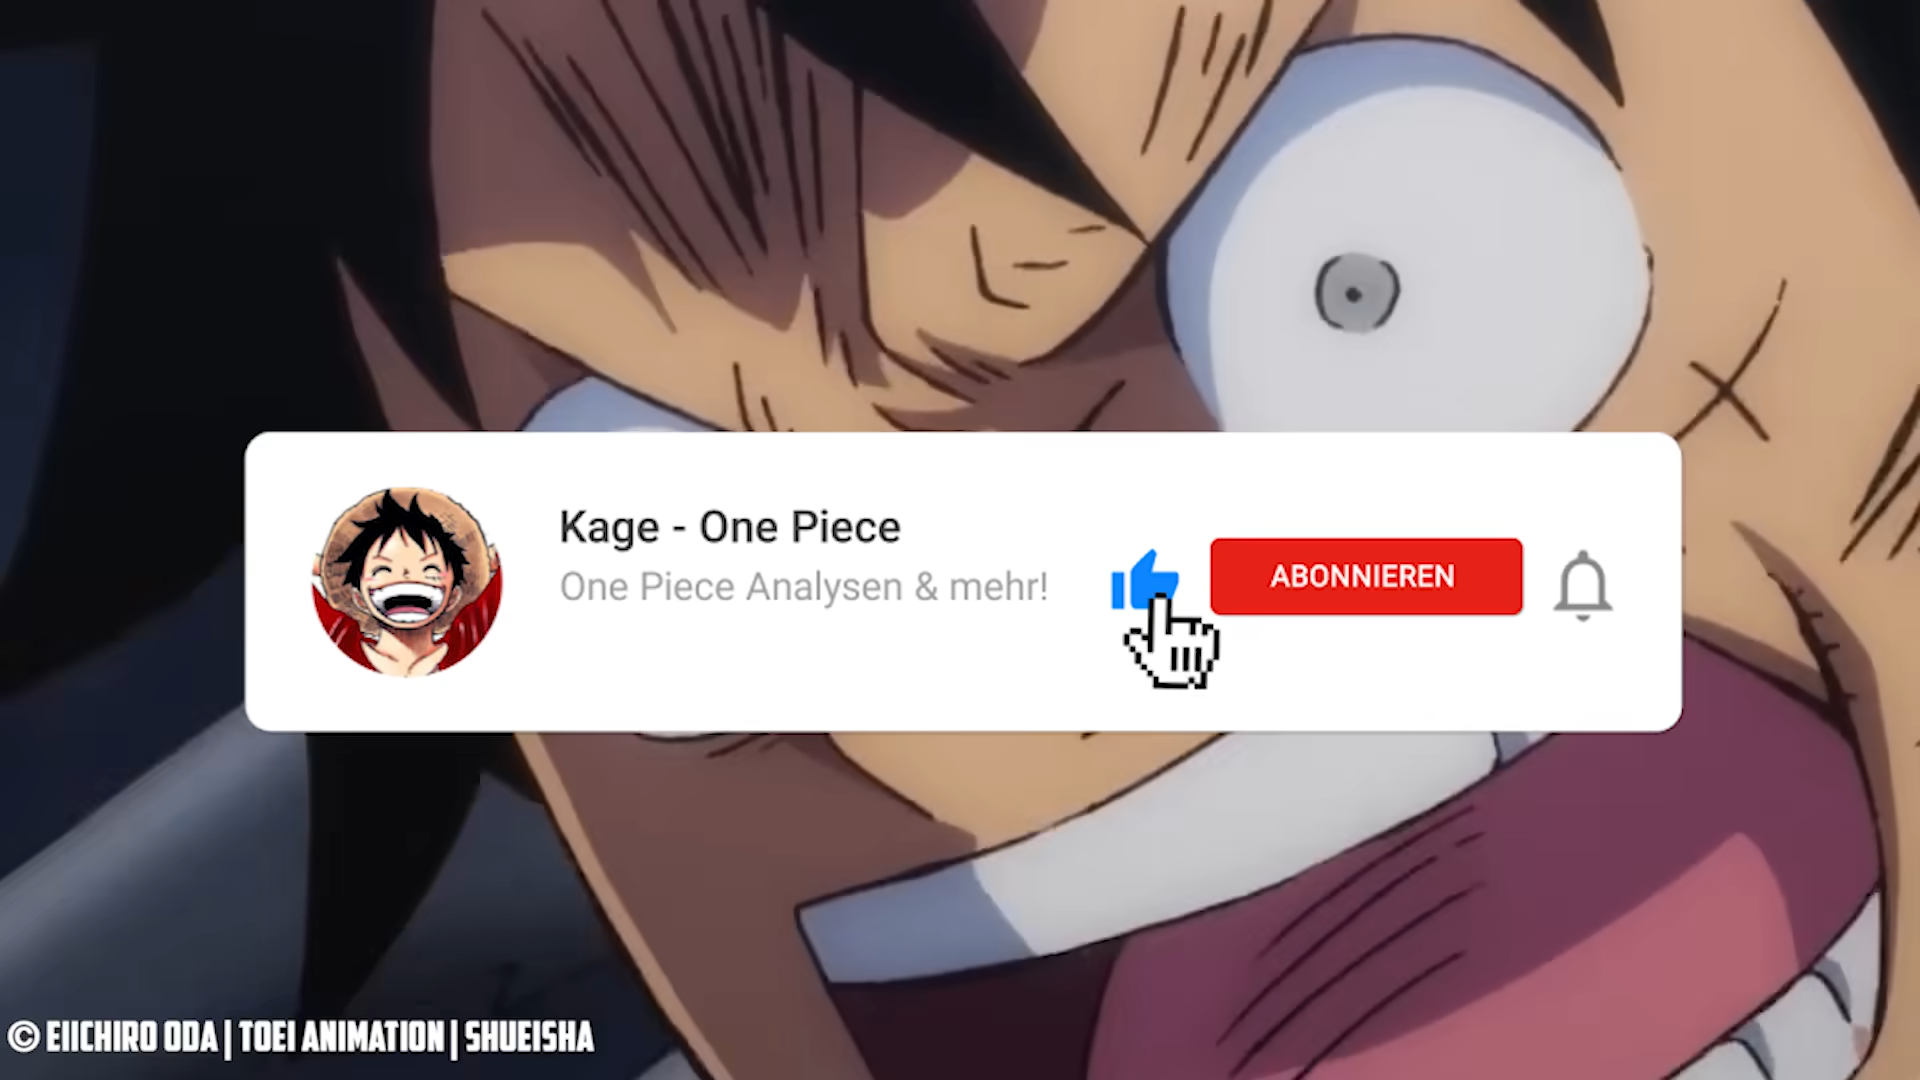 Kage - One Piece
One Piece Analysen & mehr!
ABONNIEREN
© EIICHIRO ODA | TOEI ANIMATION | SHUEISHA